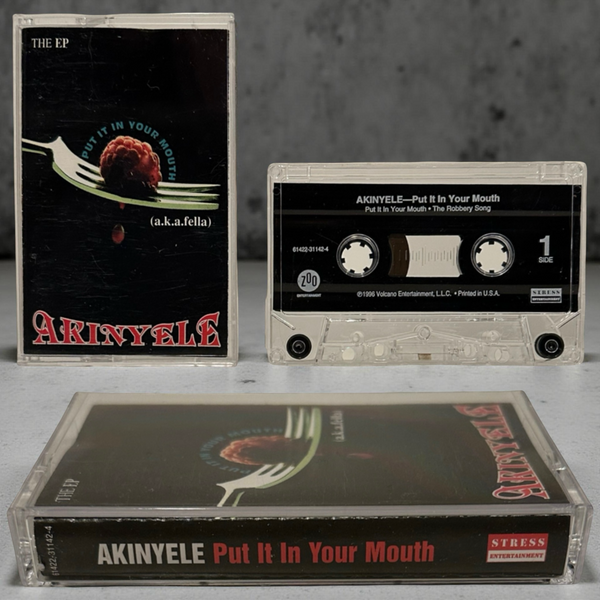 THE EP
PUT IT IN YOUR MOUTH
(a.k.a.fella)
AKINYELE
AKINYELE—Put It In Your Mouth
Put It In Your Mouth • The Robbery Song
61422-31142-4
1
SIDE
ZOO
ENTERTAINMENT
STRESS
ENTERTAINMENT
℗1996 Volcano Entertainment, L.L.C. • Printed in U.S.A.
THE EP
PUT IT IN YOUR MOUTH
(a.k.a.fella)
AKINYELE
61422-31142-4
AKINYELE Put It In Your Mouth
STRESS
ENTERTAINMENT